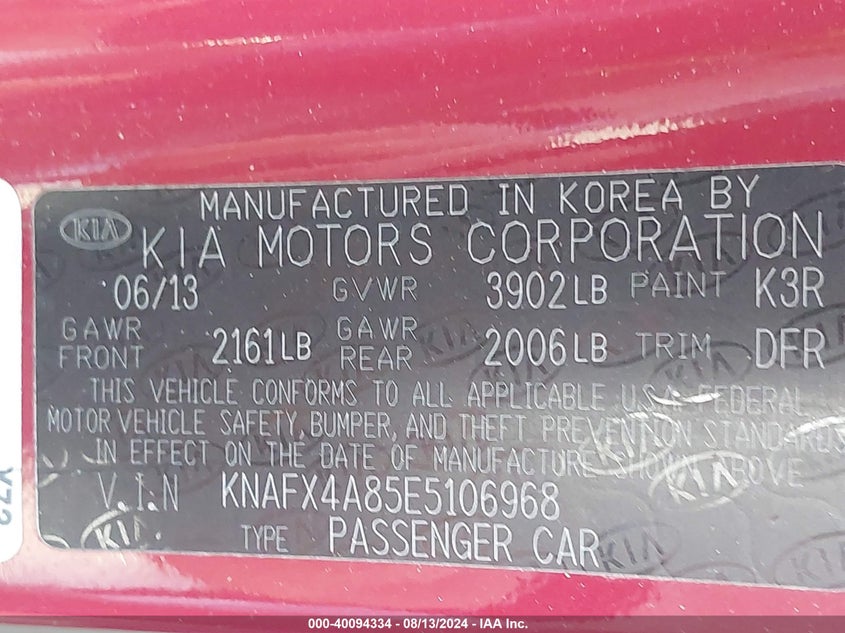 MANUFACTURED IN KOREA BY
KIA KIA MOTORS CORPORATION
06/13 GVWR 3902LB PAINT K3R
GAWR FRONT 2161LB GAWR REAR 2006LB TRIM DFR
THIS VEHICLE CONFORMS TO ALL APPLICABLE U.S.A FEDERAL
MOTOR VEHICLE SAFETY, BUMPER, AND THEFT PREVENTION STANDARDS
IN EFFECT ON THE DATE OF MANUFACTURE SHOWN ABOVE
V.I.N KNAFX4A85E5106968
TYPE PASSENGER CAR
000-40094334 - 08/13/2024 - IAA Inc.